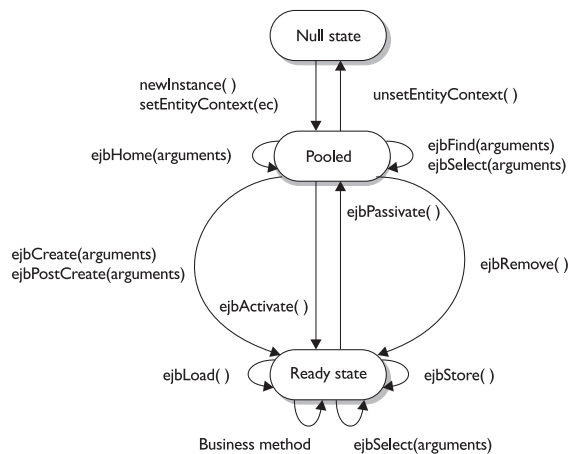 Null state
newInstance( )
setEntityContext(ec)
unsetEntityContext( )
ejbHome(arguments)
Pooled
ejbFind(arguments)
ejbSelect(arguments)
ejbPassivate( )
ejbCreate(arguments)
ejbPostCreate(arguments)
ejbRemove( )
ejbActivate( )
ejbLoad( )
Ready state
ejbStore( )
Business method
ejbSelect(arguments)